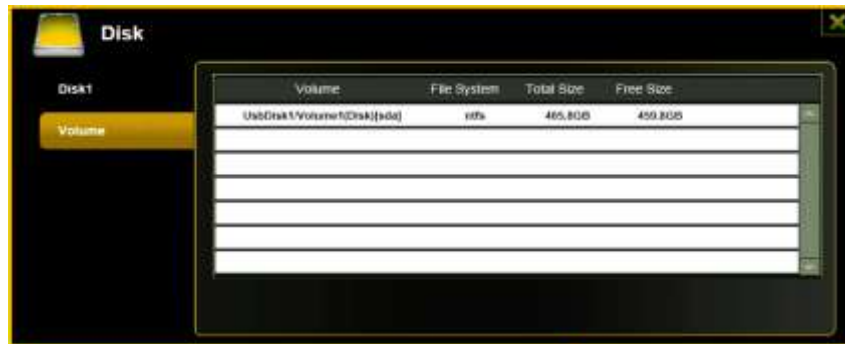 Disk
Disk1
Volume
Volume File System Total Size Free Size
UsbDisk1/Volume1(Disk)[sda] ntfs 465.8GB 459.8GB